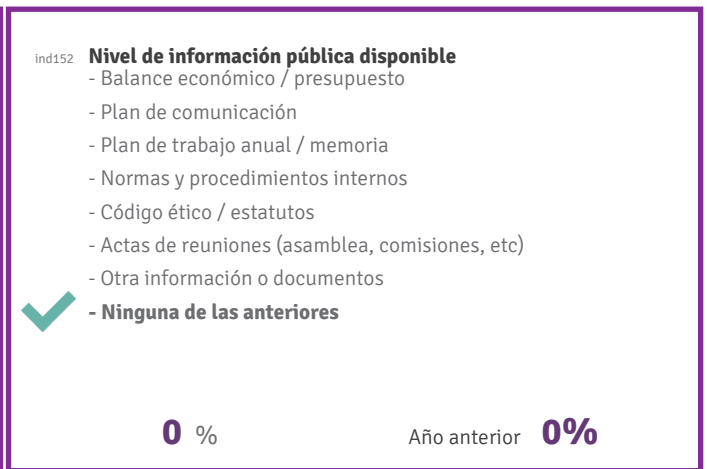 ind152 Nivel de información pública disponible
- Balance económico / presupuesto
- Plan de comunicación
- Plan de trabajo anual / memoria
- Normas y procedimientos internos
- Código ético / estatutos
- Actas de reuniones (asamblea, comisiones, etc)
- Otra información o documentos
- Ninguna de las anteriores
0 % Año anterior 0%